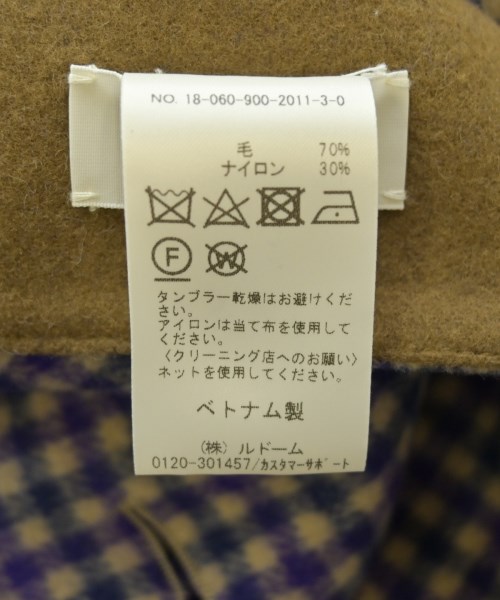 NO. 18-060-900-2011-3-0
毛 70%
ナイロン 30%
F
W
タンブラー乾燥はお避けくだ
さい。
アイロンは当て布を使用して
ください。
〈クリーニング店へのお願い〉
ネットを使用してください。
ベトナム製
(株) ルドーム
0120-301457/カスタマーサポート